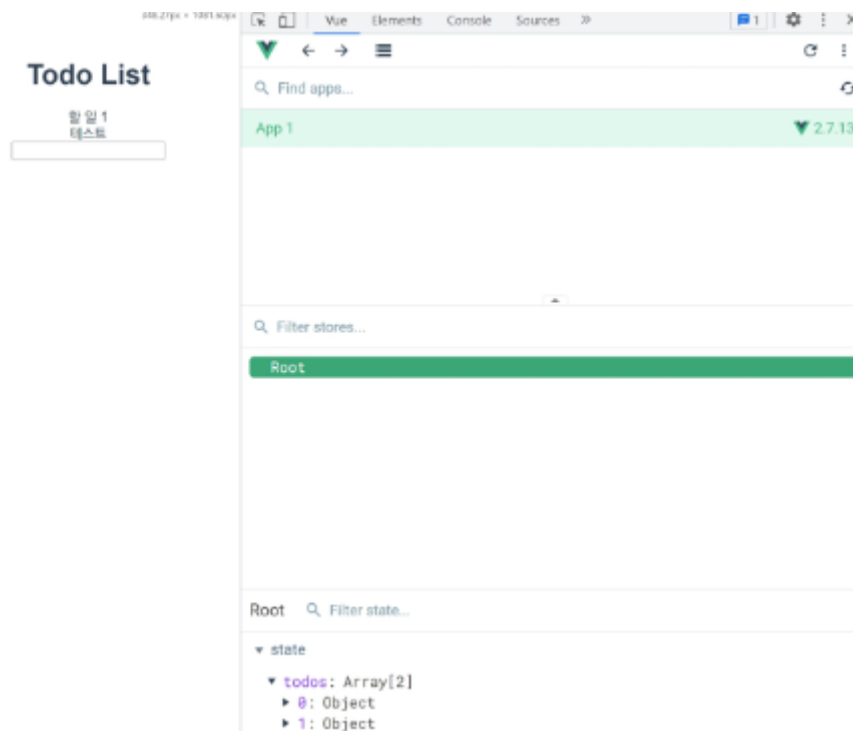 Vue Elements Console Sources » 1
Todo List
할 일 1
테스트
Find apps...
App 1 2.7.13
Filter stores...
Root
Root Filter state...
state
todos: Array[2]
0: Object
1: Object